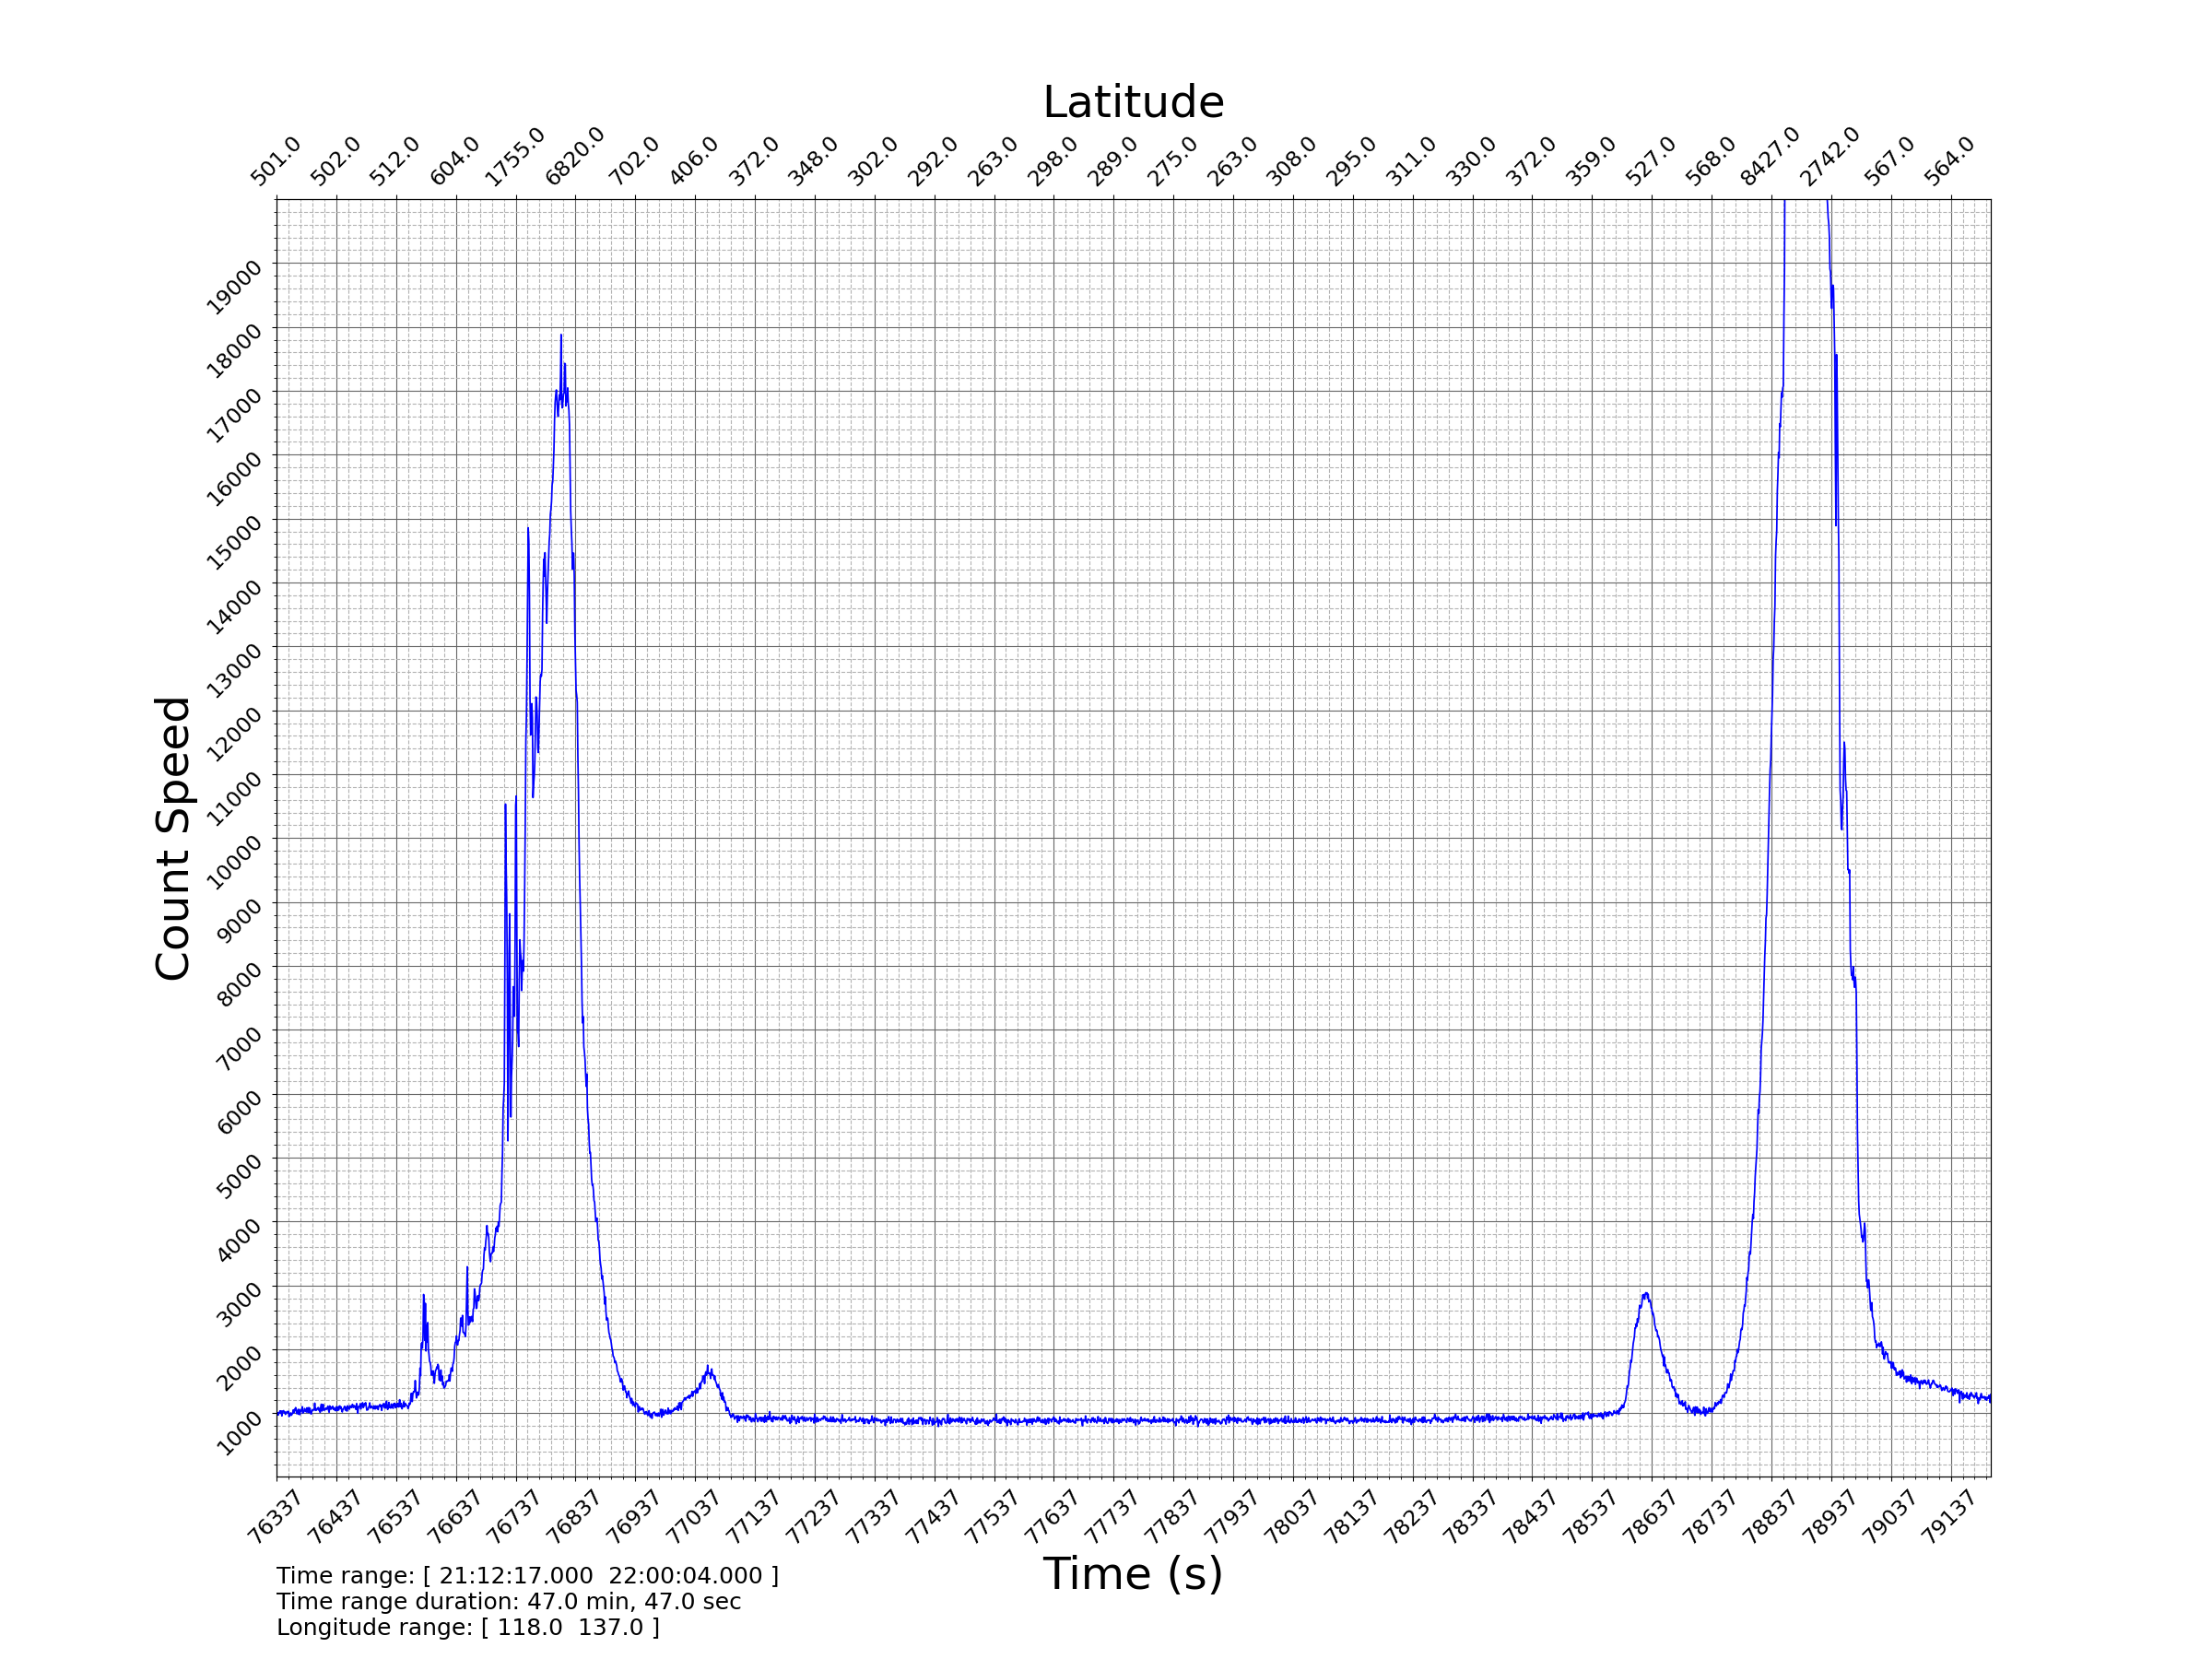 Latitude
501.0 502.0 512.0 604.0 1755.0 6820.0 702.0 406.0 372.0 348.0 302.0 292.0 263.0 298.0 289.0 275.0 263.0 308.0 295.0 311.0 330.0 372.0 359.0 527.0 568.0 8427.0 2742.0 567.0 564.0
Count Speed
19000
18000
17000
16000
15000
14000
13000
12000
11000
10000
9000
8000
7000
6000
5000
4000
3000
2000
1000
76337 76437 76537 76637 76737 76837 76937 77037 77137 77237 77337 77437 77537 77637 77737 77837 77937 78037 78137 78237 78337 78437 78537 78637 78737 78837 78937 79037 79137
Time (s)
Time range: [ 21:12:17.000  22:00:04.000 ]
Time range duration: 47.0 min, 47.0 sec
Longitude range: [ 118.0  137.0 ]